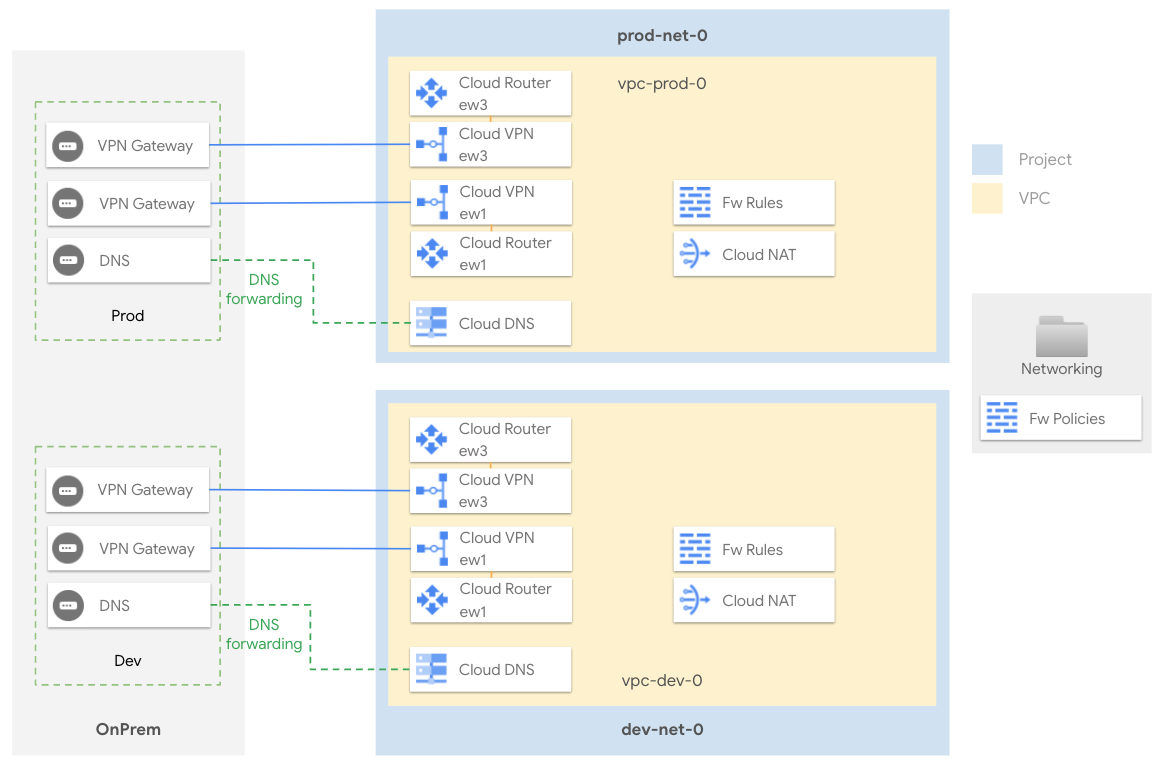 prod-net-0
vpc-prod-0
Cloud Router
ew3
VPN Gateway
Cloud VPN
ew3
VPN Gateway
Cloud VPN
ew1
Fw Rules
DNS
Cloud Router
ew1
Cloud NAT
DNS
forwarding
Prod
Cloud DNS
Project
VPC
Networking
Fw Policies
Cloud Router
ew3
VPN Gateway
Cloud VPN
ew3
VPN Gateway
Cloud VPN
ew1
Fw Rules
DNS
Cloud Router
ew1
Cloud NAT
DNS
forwarding
Dev
Cloud DNS
vpc-dev-0
OnPrem
dev-net-0